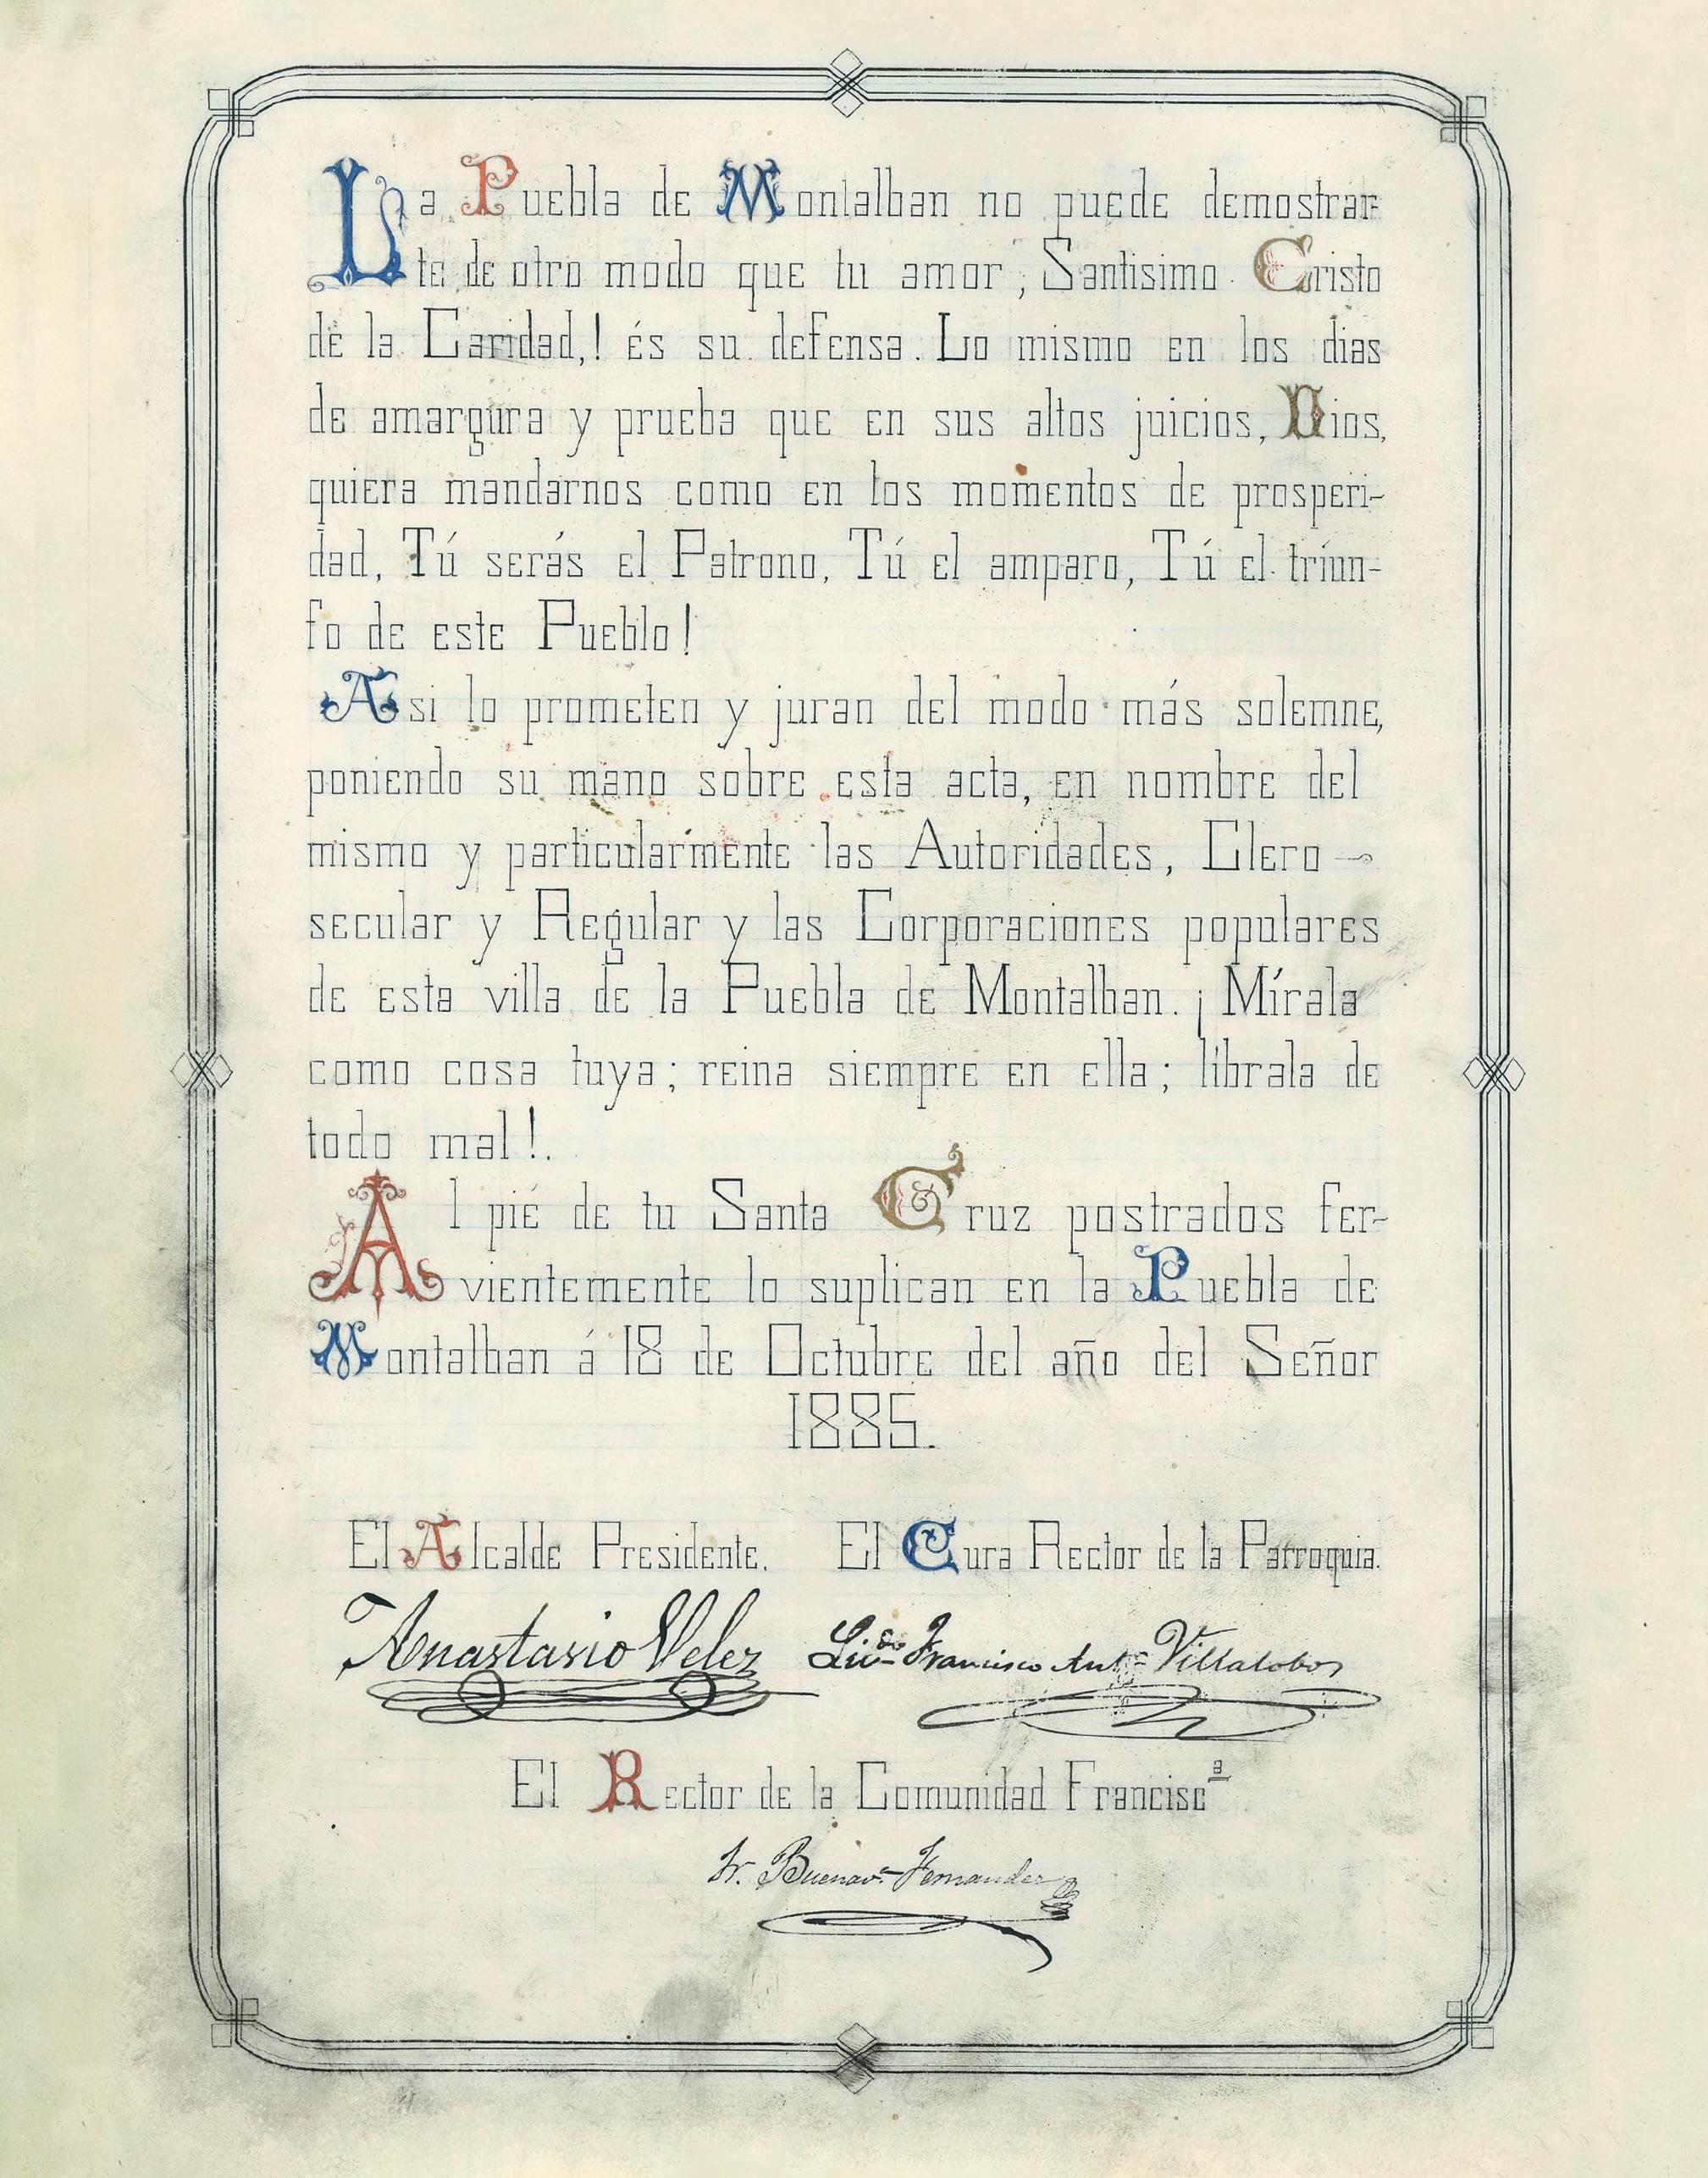 La Puebla de Montalban no puede demostrar
te de otro modo que tu amor ¡Santisimo Cristo
de la Caridad,! és su defensa. Lo mismo en los dias
de amargura y prueba que en sus altos juicios, Dios,
quiera mandarnos como en los momentos de prosperi-
dad, Tú serás el Patrono, Tú el amparo, Tú el triun-
fo de este Pueblo!
Asi lo prometen y juran del modo más solemne,
poniendo su mano sobre esta acta, en nombre del
mismo y particularmente las Autoridades, Clero
secular y Regular y las Corporaciones populares
de esta villa de la Puebla de Montalban. ¡Mírala
como cosa tuya; reina siempre en ella; líbrala de
todo mal!.
Al pié de tu Santa Cruz postrados fer-
vientemente lo suplican en la Puebla de
Montalban á 18 de Octubre del año del Señor
1885.
El Alcalde Presidente. El Cura Rector de la Parroquia.
Anastasio Velez Licdo Francisco Anto Villalobos
El Rector de la Comunidad Franciscª
Fr. Buenavª Fernandez